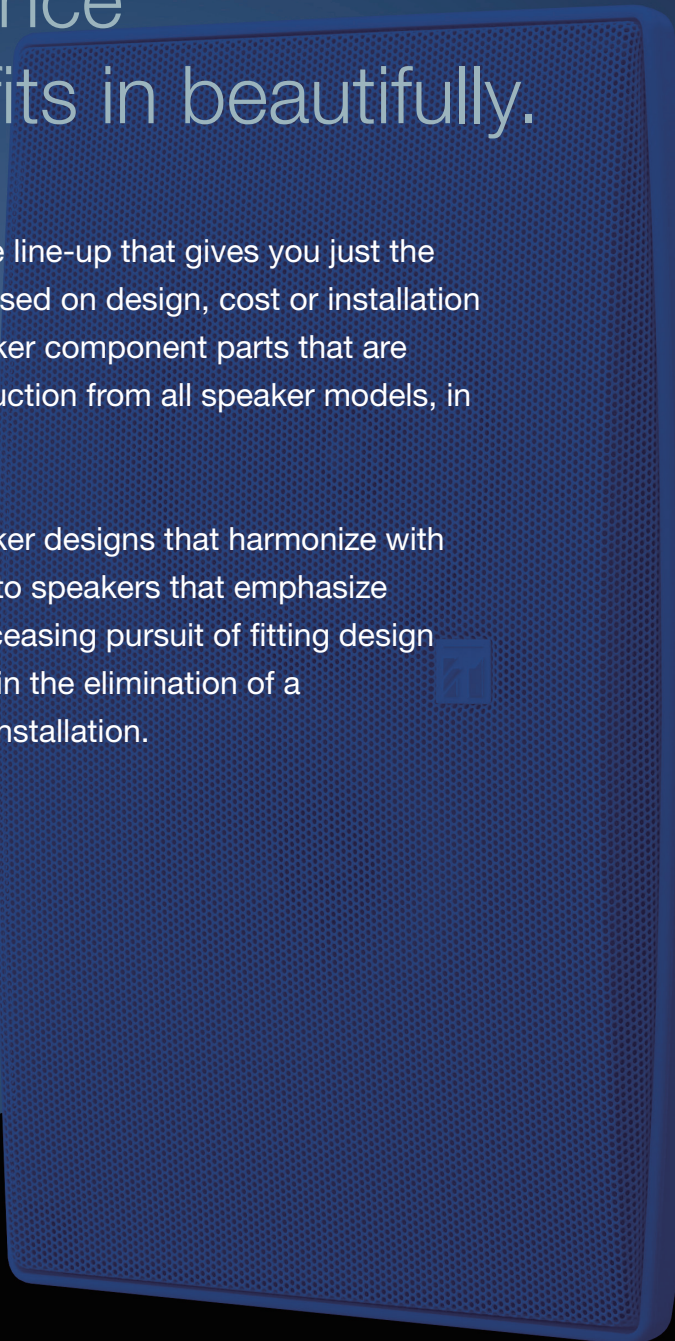 nce
fits in beautifully.
e line-up that gives you just the
sed on design, cost or installation
ker component parts that are
uction from all speaker models, in
ker designs that harmonize with
to speakers that emphasize
ceasing pursuit of fitting design
in the elimination of a
nstallation.